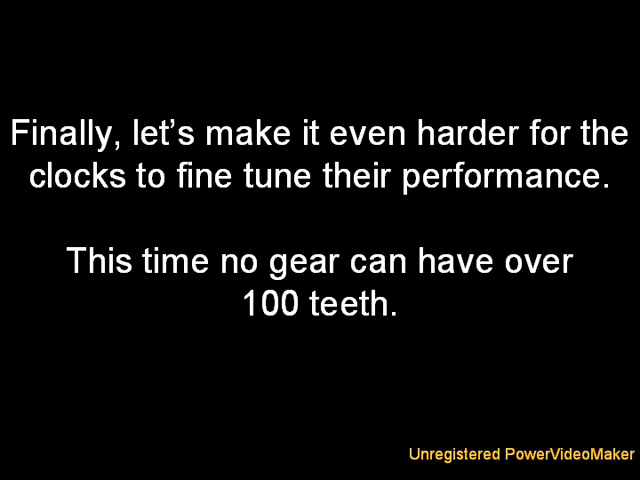 Finally, let’s make it even harder for the
clocks to fine tune their performance.
This time no gear can have over
100 teeth.
Unregistered PowerVideoMaker